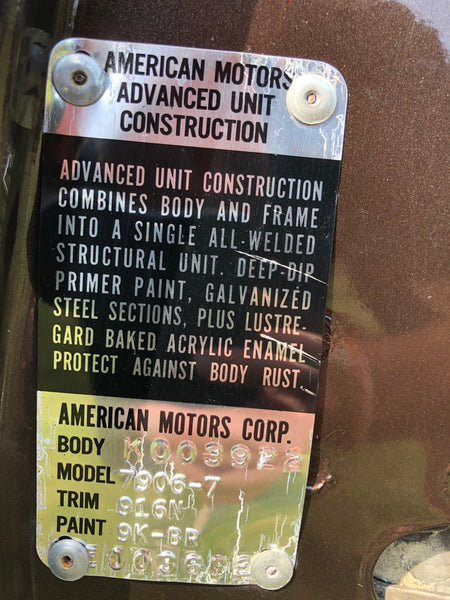 AMERICAN MOTORS
ADVANCED UNIT
CONSTRUCTION
ADVANCED UNIT CONSTRUCTION
COMBINES BODY AND FRAME
INTO A SINGLE ALL-WELDED
STRUCTURAL UNIT. DEEP-DIP
PRIMER PAINT, GALVANIZED
STEEL SECTIONS, PLUS LUSTRE-
GARD BAKED ACRYLIC ENAMEL
PROTECT AGAINST BODY RUST.
AMERICAN MOTORS CORP.
BODY K003922
MODEL 7906-7
TRIM 916N
PAINT 9K-BR